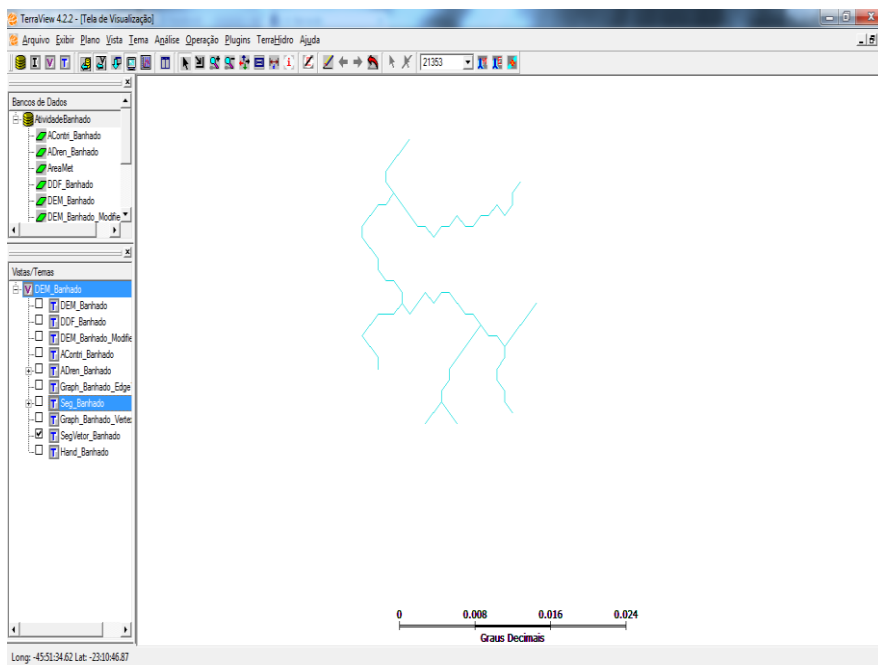 TerraView 4.2.2 - [Tela de Visualização]
Arquivo Exibir Plano Vista Tema Análise Operação Plugins TerraHidro Ajuda
I V T 21353
Bancos de Dados
AtividadeBanhado
AContri_Banhado
ADren_Banhado
AreaMet
DDF_Banhado
DEM_Banhado
DEM_Banhado_Modifie
Vistas/Temas
V DEM_Banhado
T DEM_Banhado
T DDF_Banhado
T DEM_Banhado_Modifie
T AContri_Banhado
T ADren_Banhado
T Graph_Banhado_Edge
T Seg_Banhado
T Graph_Banhado_Vertex
T SegVetor_Banhado
T Hand_Banhado
0 0.008 0.016 0.024
Graus Decimais
Long: -45:51:34.62 Lat: -23:10:46.87